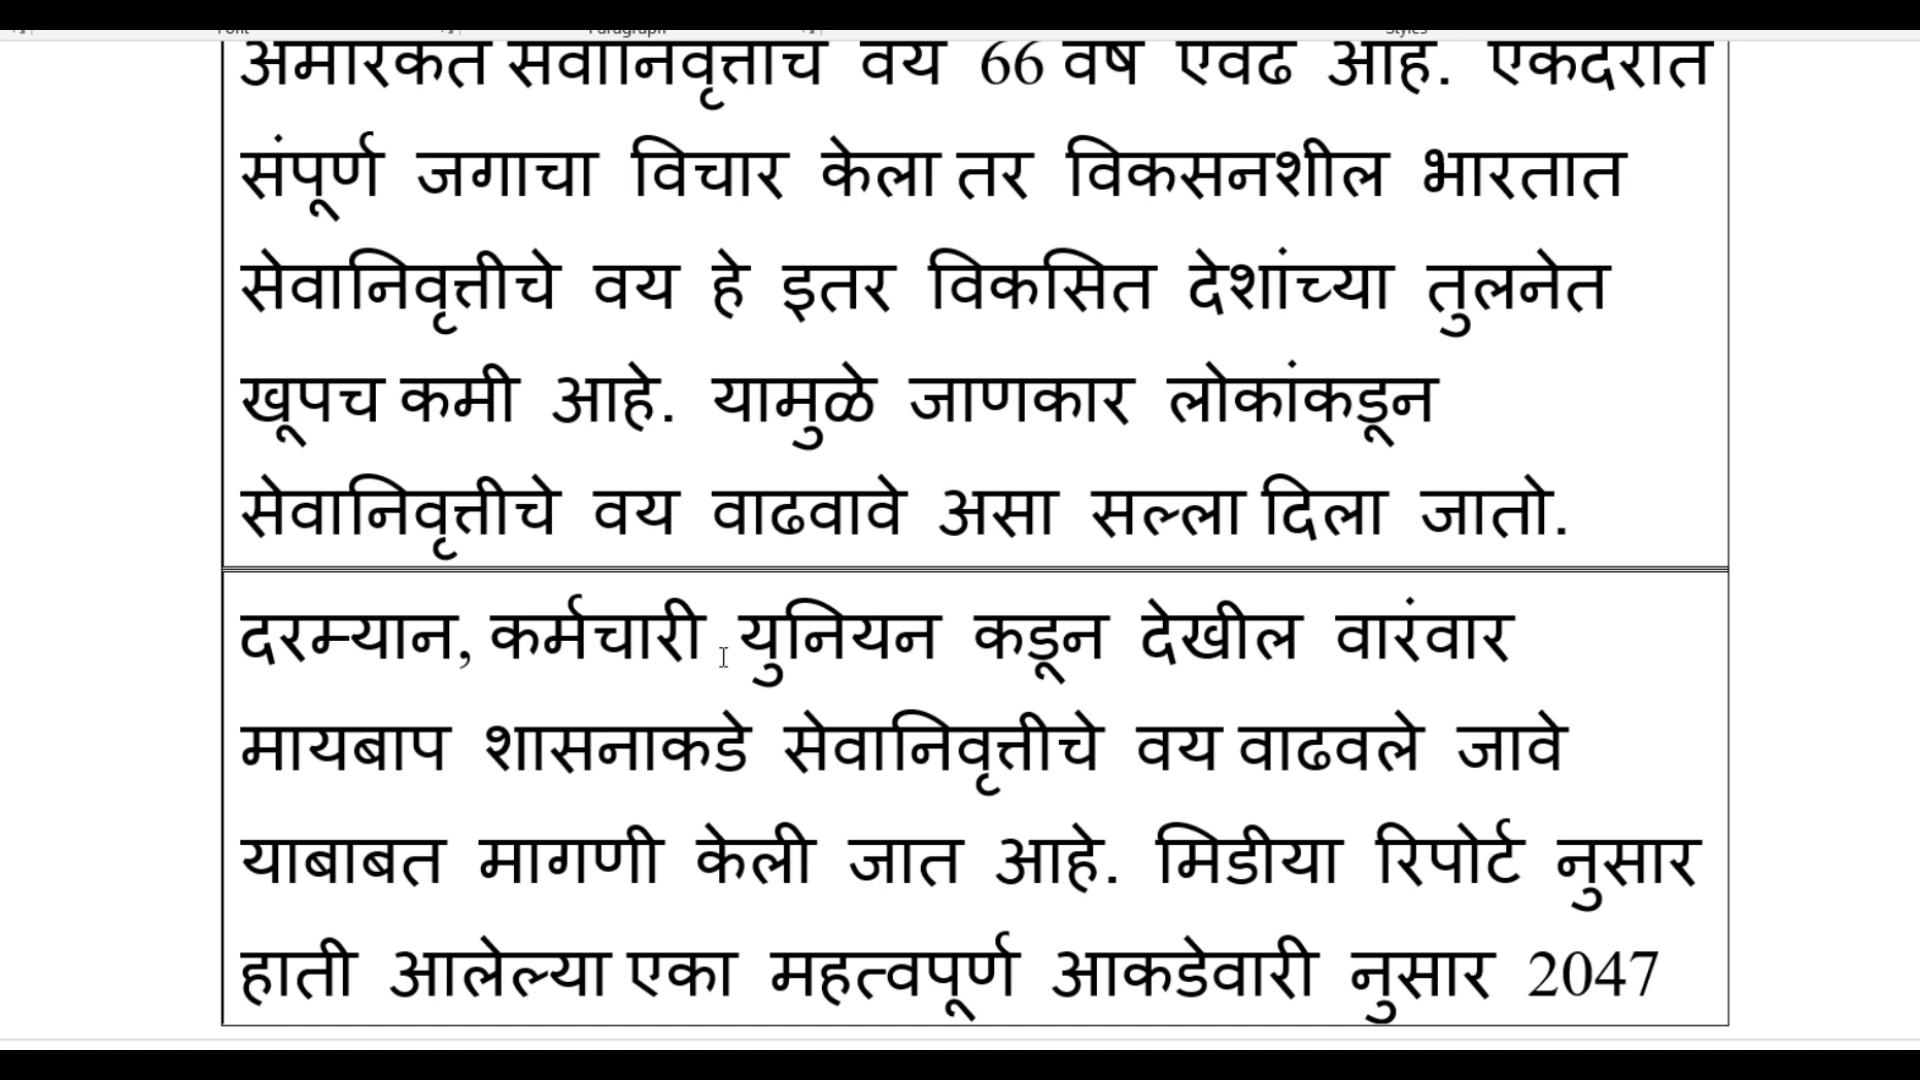 अमेरिकेत सेवानिवृत्तीचे वय 66 वर्ष एवढे आहे. एकंदरीत
संपूर्ण जगाचा विचार केला तर विकसनशील भारतात
सेवानिवृत्तीचे वय हे इतर विकसित देशांच्या तुलनेत
खूपच कमी आहे. यामुळे जाणकार लोकांकडून
सेवानिवृत्तीचे वय वाढवावे असा सल्ला दिला जातो.
दरम्यान, कर्मचारी युनियन कडून देखील वारंवार
मायबाप शासनाकडे सेवानिवृत्तीचे वय वाढवले जावे
याबाबत मागणी केली जात आहे. मिडीया रिपोर्ट नुसार
हाती आलेल्या एका महत्वपूर्ण आकडेवारी नुसार 2047